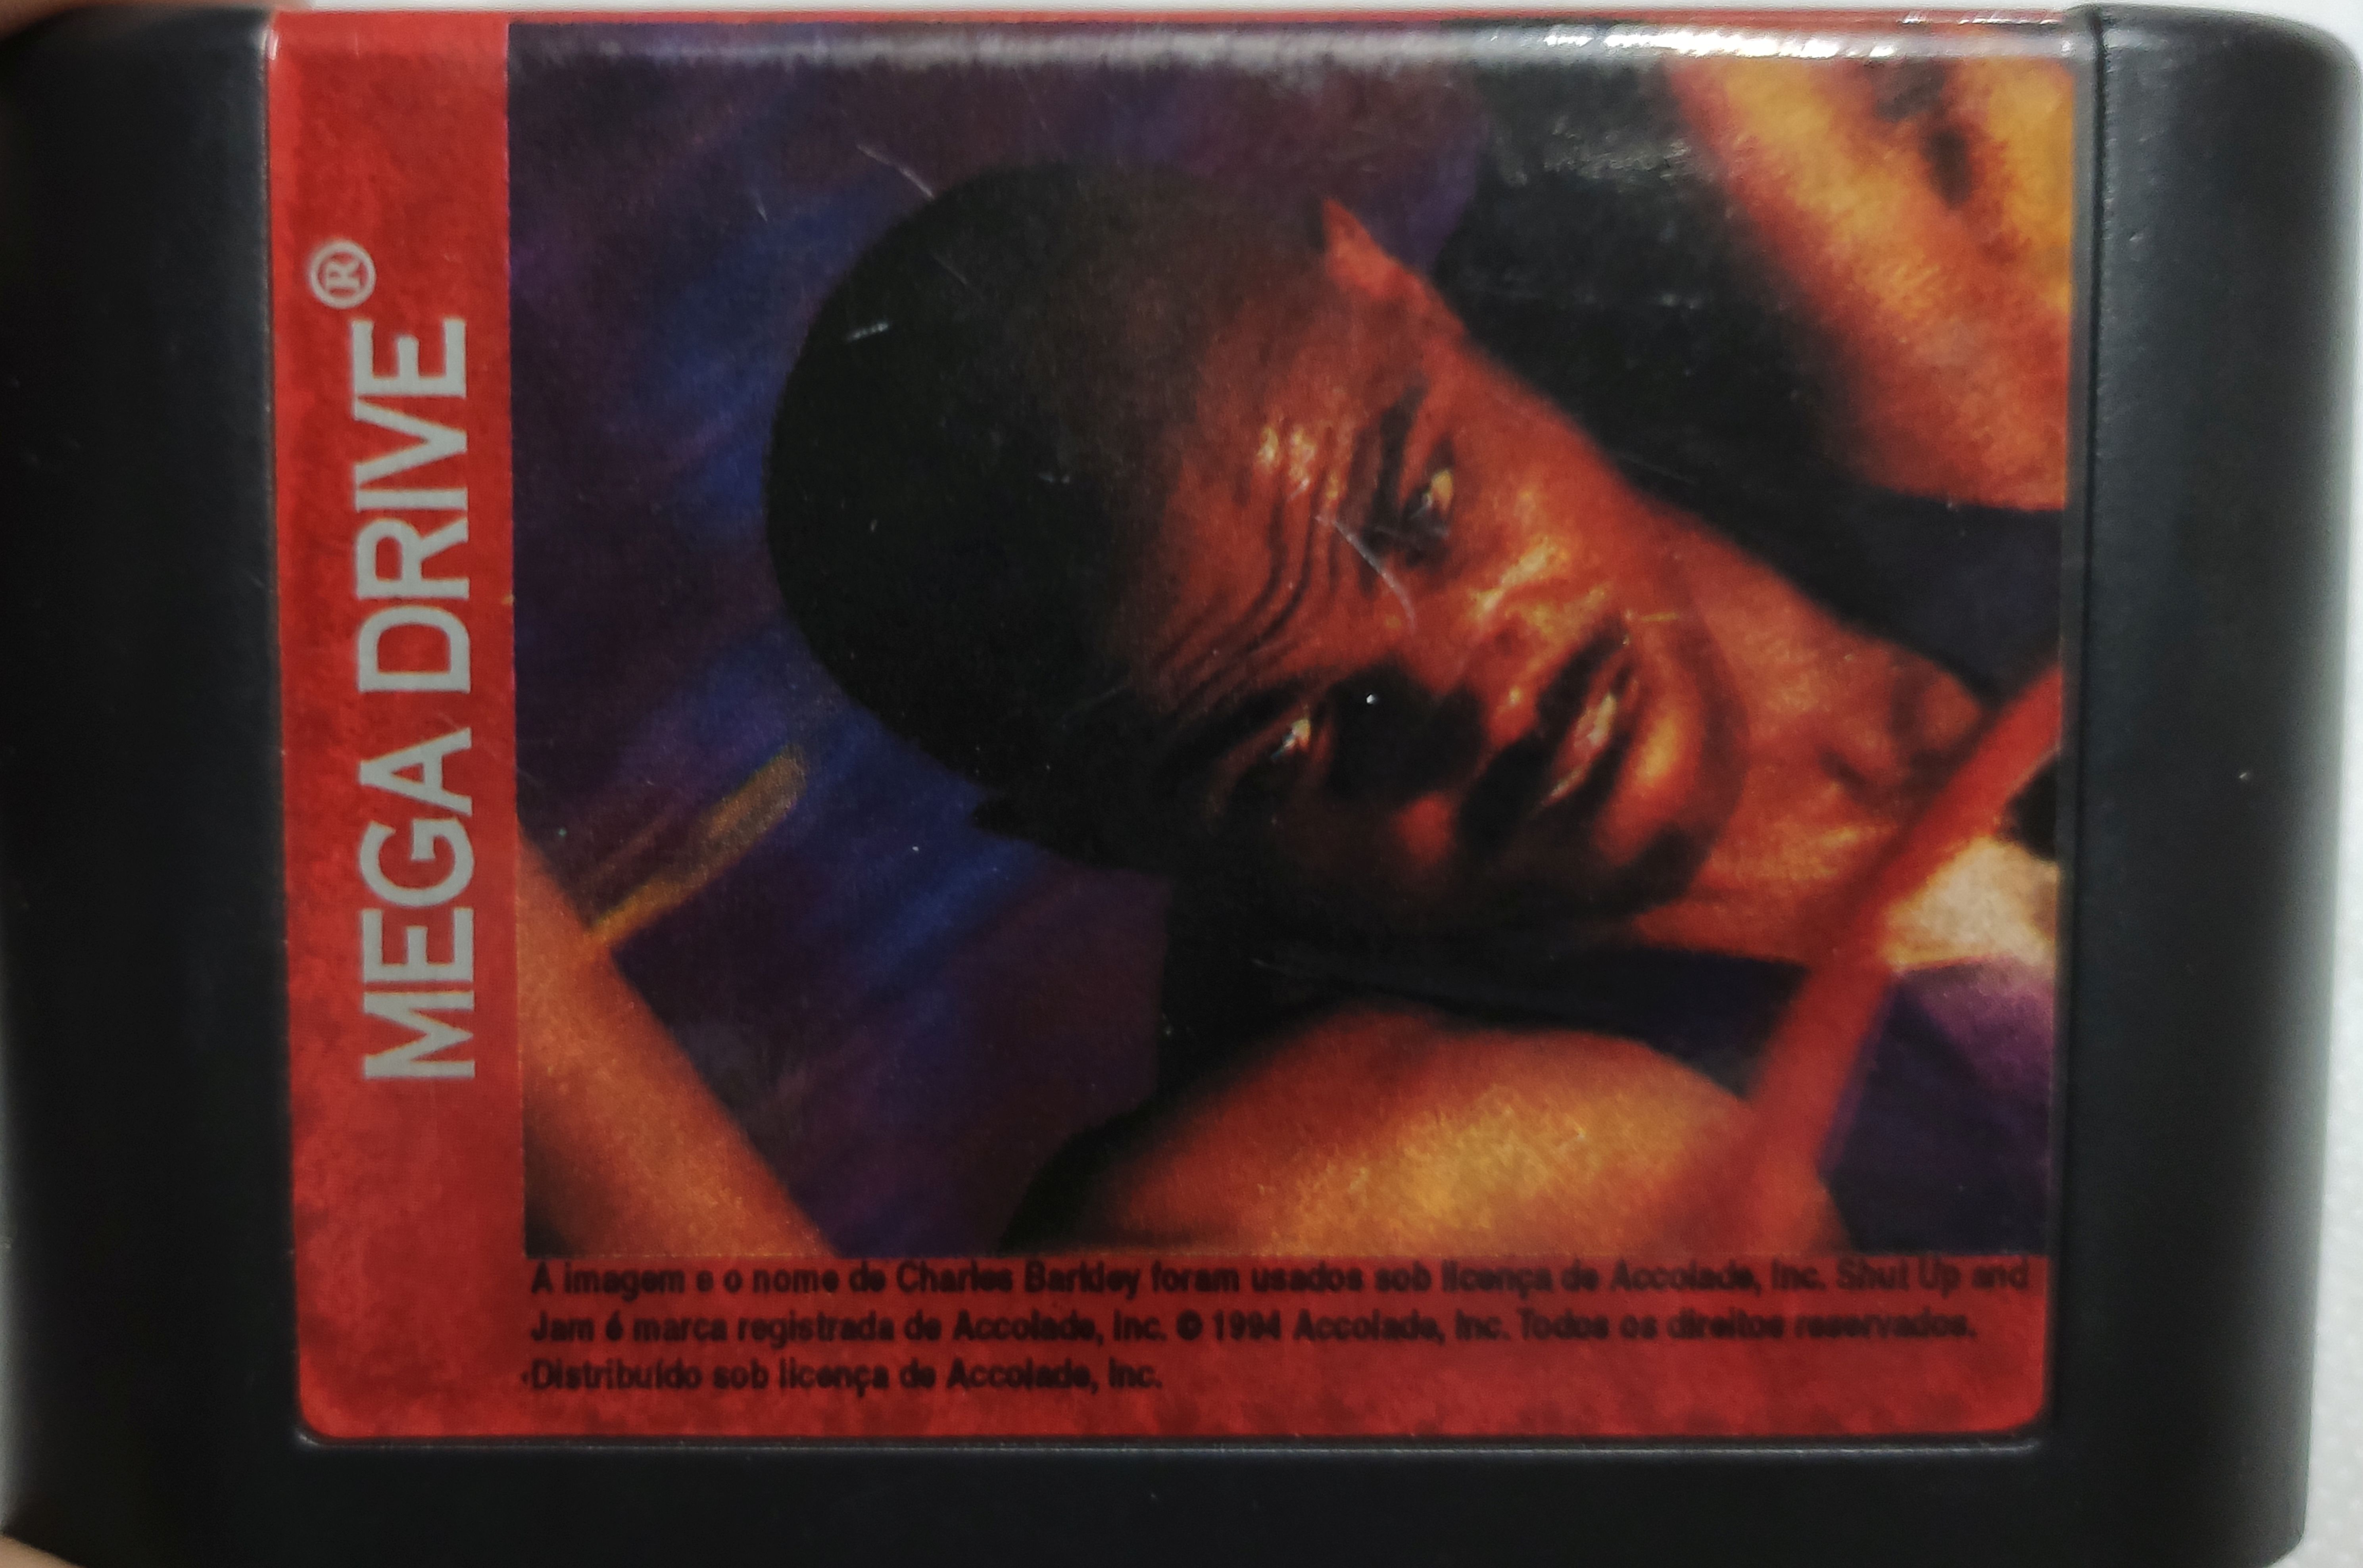 MEGA DRIVE®
A imagem e o nome de Charles Barkley foram usados sob licença de Accolade, Inc. Shut Up and
Jam é marca registrada de Accolade, Inc. © 1994 Accolade, Inc. Todos os direitos reservados.
Distribuído sob licença de Accolade, Inc.